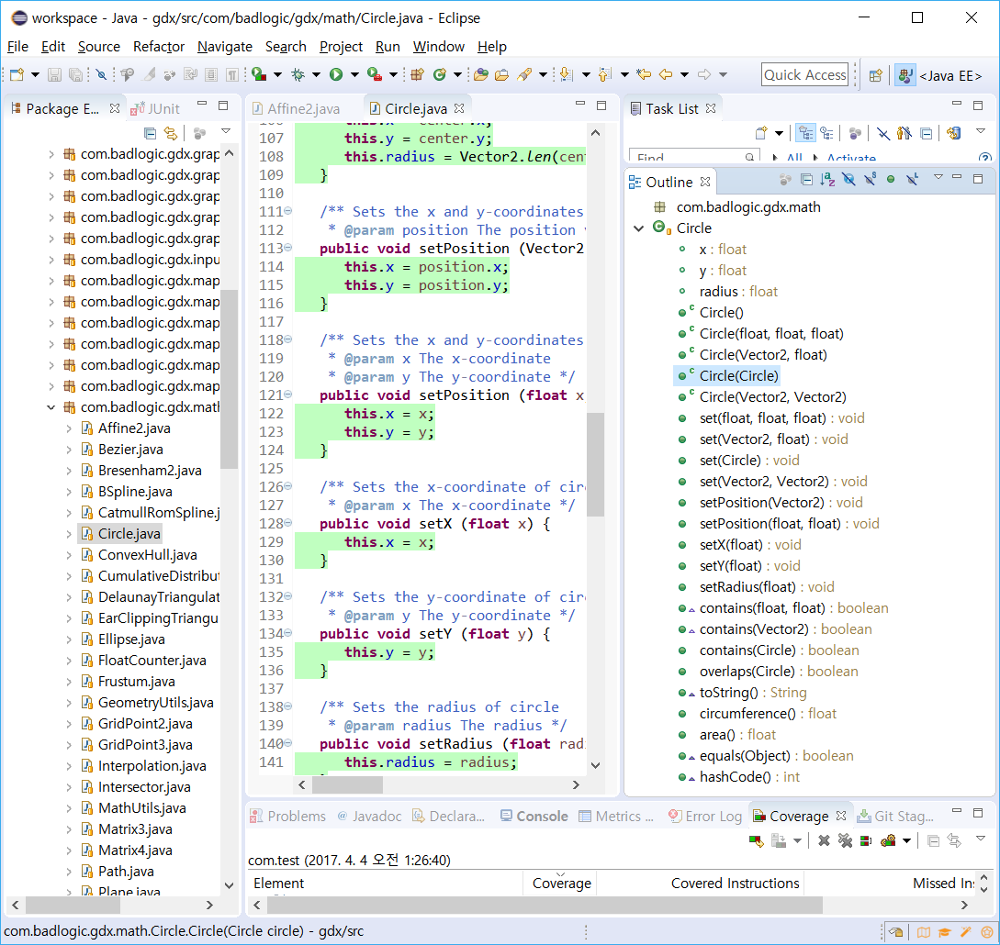 workspace - Java - gdx/src/com/badlogic/gdx/math/Circle.java - Eclipse
File Edit Source Refactor Navigate Search Project Run Window Help
Quick Access
<Java EE>
Package E...
JUnit
com.badlogic.gdx.grap
com.badlogic.gdx.grap
com.badlogic.gdx.grap
com.badlogic.gdx.grap
com.badlogic.gdx.grap
com.badlogic.gdx.inpu
com.badlogic.gdx.map
com.badlogic.gdx.map
com.badlogic.gdx.map
com.badlogic.gdx.map
com.badlogic.gdx.map
com.badlogic.gdx.map
com.badlogic.gdx.math
Affine2.java
Bezier.java
Bresenham2.java
BSpline.java
CatmullRomSpline.j
Circle.java
ConvexHull.java
CumulativeDistribut
DelaunayTriangulat
EarClippingTriangu
Ellipse.java
FloatCounter.java
Frustum.java
GeometryUtils.java
GridPoint2.java
GridPoint3.java
Interpolation.java
Intersector.java
MathUtils.java
Matrix3.java
Matrix4.java
Path.java
Plane.java
Affine2.java
Circle.java
106 this.x = center.x;
107 this.y = center.y;
108 this.radius = Vector2.len(cent
109 }
110
111 /** Sets the x and y-coordinates
112 * @param position The position v
113 public void setPosition (Vector2
114 this.x = position.x;
115 this.y = position.y;
116 }
117
118 /** Sets the x and y-coordinates
119 * @param x The x-coordinate
120 * @param y The y-coordinate */
121 public void setPosition (float x
122 this.x = x;
123 this.y = y;
124 }
125
126 /** Sets the x-coordinate of circ
127 * @param x The x-coordinate */
128 public void setX (float x) {
129 this.x = x;
130 }
131
132 /** Sets the y-coordinate of circ
133 * @param y The y-coordinate */
134 public void setY (float y) {
135 this.y = y;
136 }
137
138 /** Sets the radius of circle
139 * @param radius The radius */
140 public void setRadius (float radi
141 this.radius = radius;
Task List
Find
All
Activate...
Outline
com.badlogic.gdx.math
Circle
x : float
y : float
radius : float
Circle()
Circle(float, float, float)
Circle(Vector2, float)
Circle(Circle)
Circle(Vector2, Vector2)
set(float, float, float) : void
set(Vector2, float) : void
set(Circle) : void
set(Vector2, Vector2) : void
setPosition(Vector2) : void
setPosition(float, float) : void
setX(float) : void
setY(float) : void
setRadius(float) : void
contains(float, float) : boolean
contains(Vector2) : boolean
contains(Circle) : boolean
overlaps(Circle) : boolean
toString() : String
circumference() : float
area() : float
equals(Object) : boolean
hashCode() : int
Problems
Javadoc
Declara...
Console
Metrics ...
Error Log
Coverage
Git Stag...
com.test (2017. 4. 4 오전 1:26:40)
Element Coverage Covered Instructions Missed Ins
com.badlogic.gdx.math.Circle.Circle(Circle circle) - gdx/src